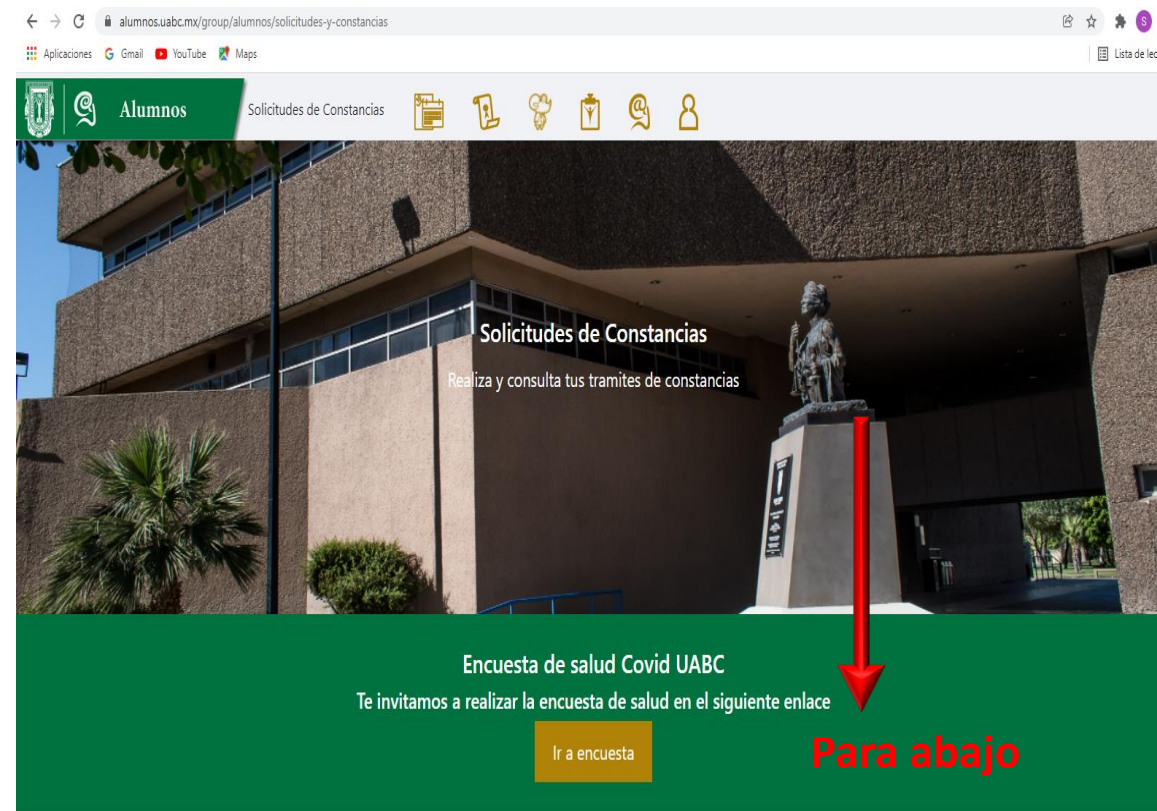 alumnos.uabc.mx/group/alumnos/solicitudes-y-constancias
Aplicaciones Gmail YouTube Maps Lista de lec
Alumnos Solicitudes de Constancias
Solicitudes de Constancias
Realiza y consulta tus tramites de constancias
Encuesta de salud Covid UABC
Te invitamos a realizar la encuesta de salud en el siguiente enlace
Ir a encuesta
Para abajo